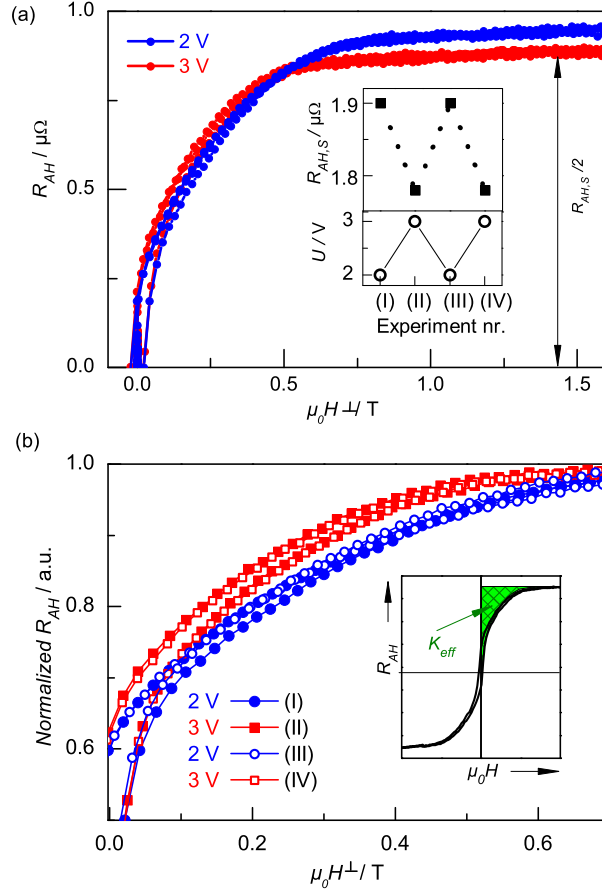 (a)
1.0
0.5
0.0
R_AH / μΩ
2 V
3 V
1.9
1.8
R_AH,S / μΩ
3
2
U / V
(I) (II) (III) (IV)
Experiment nr.
R_AH,S /2
0.0 0.5 1.0 1.5
μ₀H⊥/ T
(b)
1.0
0.8
0.6
Normalized R_AH / a.u.
2 V (I)
3 V (II)
2 V (III)
3 V (IV)
R_AH
K_eff
μ₀H
0.0 0.2 0.4 0.6
μ₀H⊥/ T